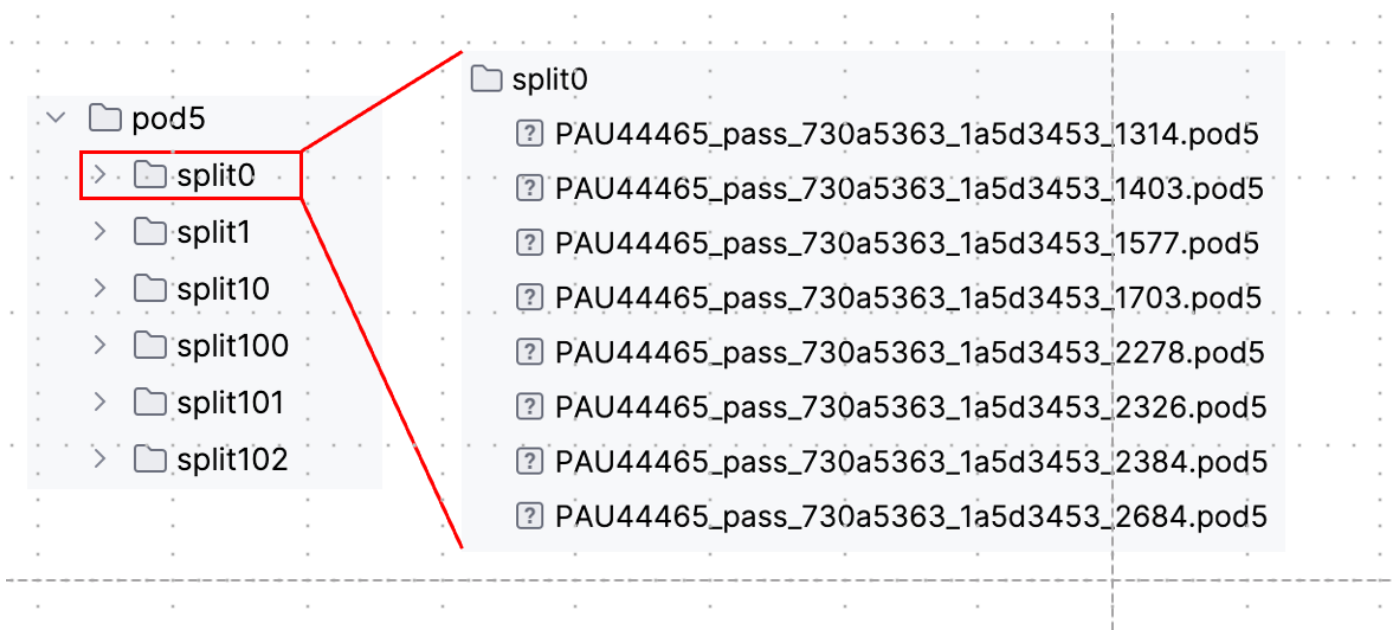 pod5
split0
split1
split10
split100
split101
split102
split0
PAU44465_pass_730a5363_1a5d3453_1314.pod5
PAU44465_pass_730a5363_1a5d3453_1403.pod5
PAU44465_pass_730a5363_1a5d3453_1577.pod5
PAU44465_pass_730a5363_1a5d3453_1703.pod5
PAU44465_pass_730a5363_1a5d3453_2278.pod5
PAU44465_pass_730a5363_1a5d3453_2326.pod5
PAU44465_pass_730a5363_1a5d3453_2384.pod5
PAU44465_pass_730a5363_1a5d3453_2684.pod5